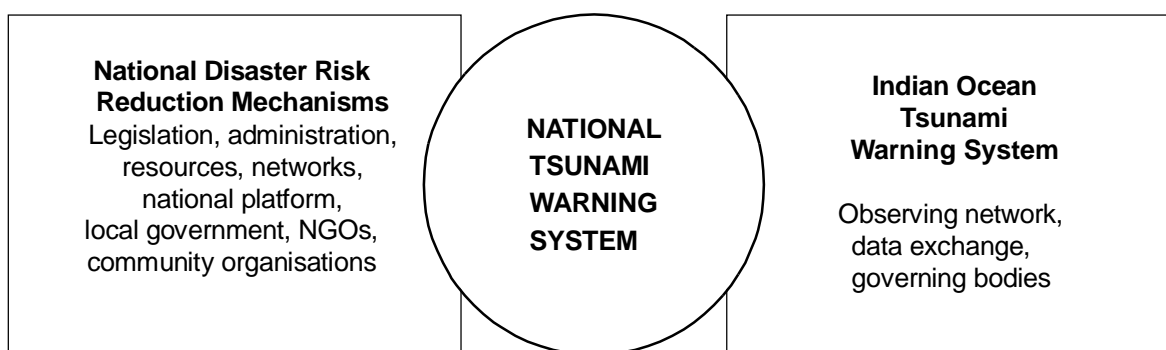 National Disaster Risk
Reduction Mechanisms
Legislation, administration,
resources, networks,
national platform,
local government, NGOs,
community organisations
NATIONAL
TSUNAMI
WARNING
SYSTEM
Indian Ocean
Tsunami
Warning System
Observing network,
data exchange,
governing bodies